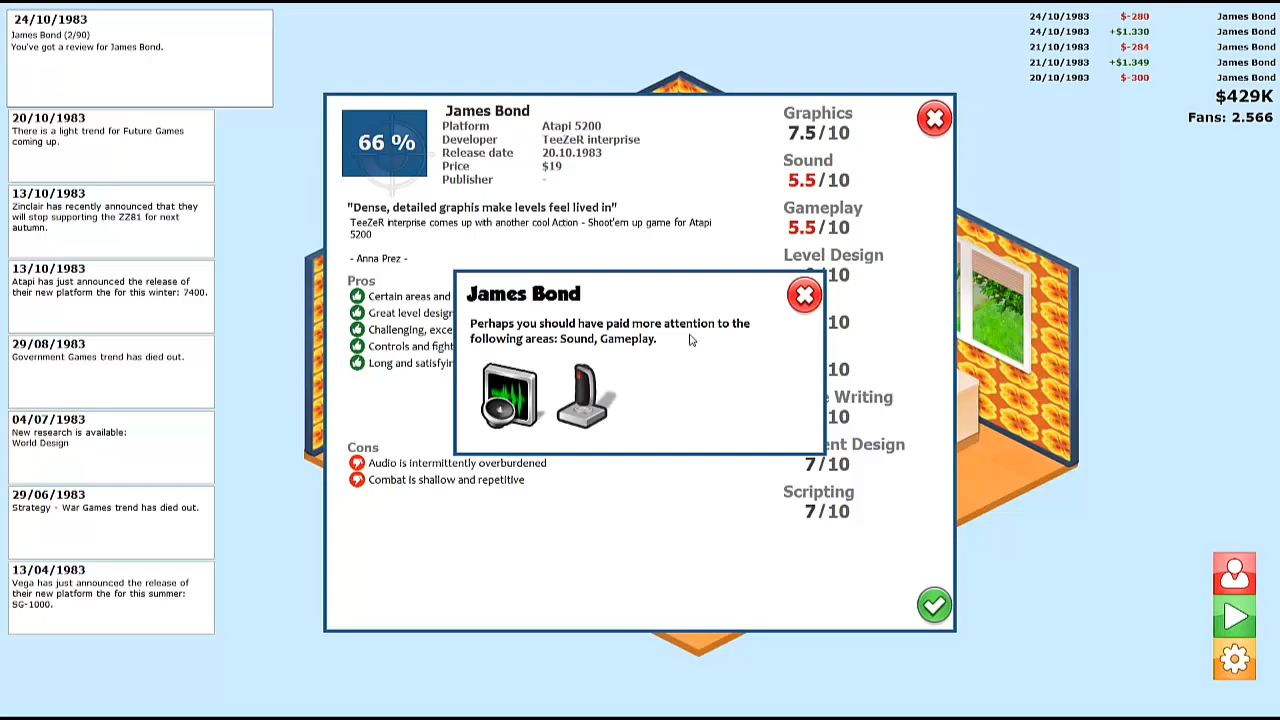 24/10/1983
James Bond (2/90)
You've got a review for James Bond.
20/10/1983
There is a light trend for Future Games
coming up.
13/10/1983
Zinclair has recently announced that they
will stop supporting the ZZ81 for next
autumn.
13/10/1983
Atapi has just announced the release of
their new platform the for this winter: 7400.
29/08/1983
Government Games trend has died out.
04/07/1983
New research is available:
World Design
29/06/1983
Strategy - War Games trend has died out.
13/04/1983
Vega has just announced the release of
their new platform the for this summer:
SG-1000.
66 %
James Bond
Platform Atapi 5200
Developer TeeZeR interprise
Release date 20.10.1983
Price $19
Publisher -
"Dense, detailed graphis make levels feel lived in"
TeeZeR interprise comes up with another cool Action - Shoot'em up game for Atapi
5200
- Anna Prez -
Pros
Certain areas and
Great level design
Challenging, exce
Controls and fight
Long and satisfyin
Cons
Audio is intermittently overburdened
Combat is shallow and repetitive
Graphics
7.5/10
Sound
5.5/10
Gameplay
5.5/10
Level Design
/10
/10
/10
Writing
/10
ent Design
7/10
Scripting
7/10
James Bond
Perhaps you should have paid more attention to the
following areas: Sound, Gameplay.
24/10/1983 $-280 James Bond
24/10/1983 +$1.330 James Bond
21/10/1983 $-284 James Bond
21/10/1983 +$1.349 James Bond
20/10/1983 $-300 James Bond
$429K
Fans: 2.566